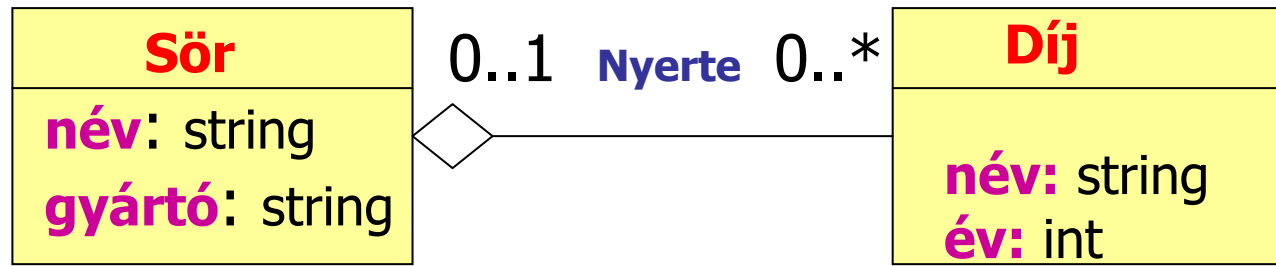 Sör
név: string
gyártó: string
0..1 Nyerte 0..*
Díj
név: string
év: int